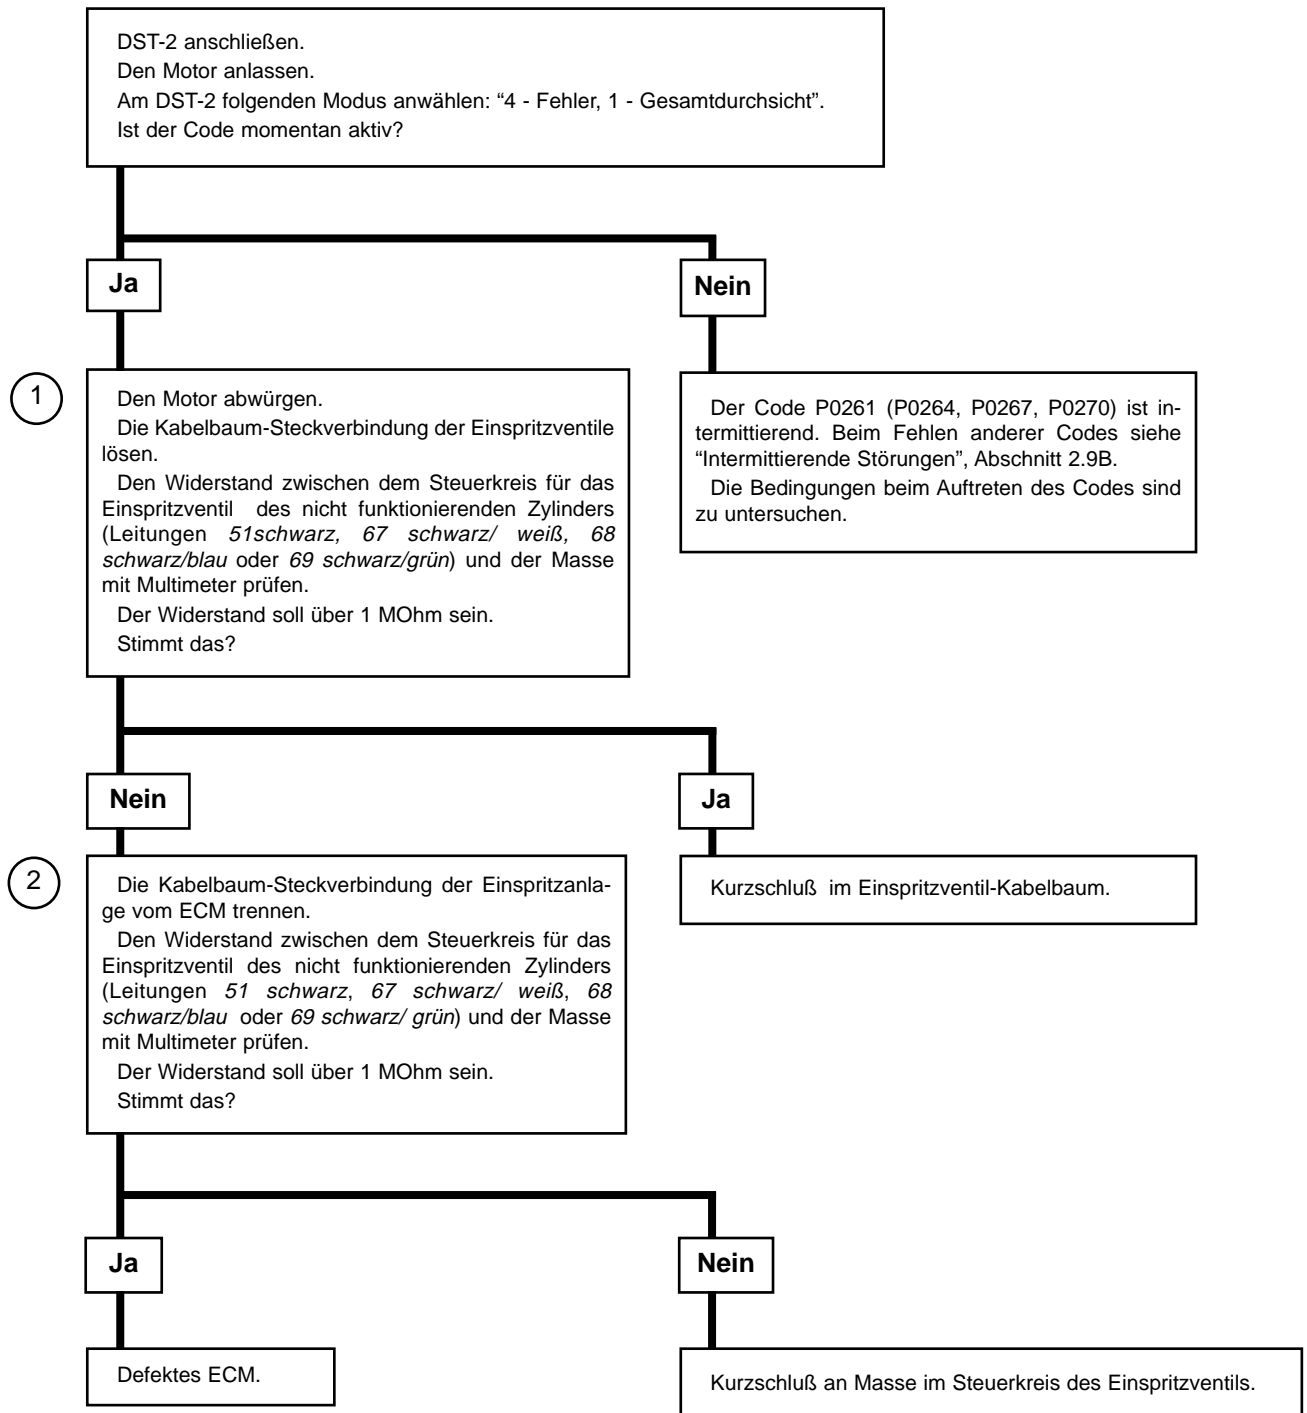 DST-2 anschließen.
Den Motor anlassen.
Am DST-2 folgenden Modus anwählen: “4 - Fehler, 1 - Gesamtdurchsicht”.
Ist der Code momentan aktiv?
Ja
Nein
1
Den Motor abwürgen.
Die Kabelbaum-Steckverbindung der Einspritzventile
lösen.
Den Widerstand zwischen dem Steuerkreis für das
Einspritzventil des nicht funktionierenden Zylinders
(Leitungen 51schwarz, 67 schwarz/ weiß, 68
schwarz/blau oder 69 schwarz/grün) und der Masse
mit Multimeter prüfen.
Der Widerstand soll über 1 MOhm sein.
Stimmt das?
Der Code P0261 (P0264, P0267, P0270) ist in-
termittierend. Beim Fehlen anderer Codes siehe
“Intermittierende Störungen”, Abschnitt 2.9B.
Die Bedingungen beim Auftreten des Codes sind
zu untersuchen.
Nein
Ja
2
Die Kabelbaum-Steckverbindung der Einspritzanla-
ge vom ECM trennen.
Den Widerstand zwischen dem Steuerkreis für das
Einspritzventil des nicht funktionierenden Zylinders
(Leitungen 51 schwarz, 67 schwarz/ weiß, 68
schwarz/blau oder 69 schwarz/ grün) und der Masse
mit Multimeter prüfen.
Der Widerstand soll über 1 MOhm sein.
Stimmt das?
Kurzschluß im Einspritzventil-Kabelbaum.
Ja
Nein
Defektes ECM.
Kurzschluß an Masse im Steuerkreis des Einspritzventils.